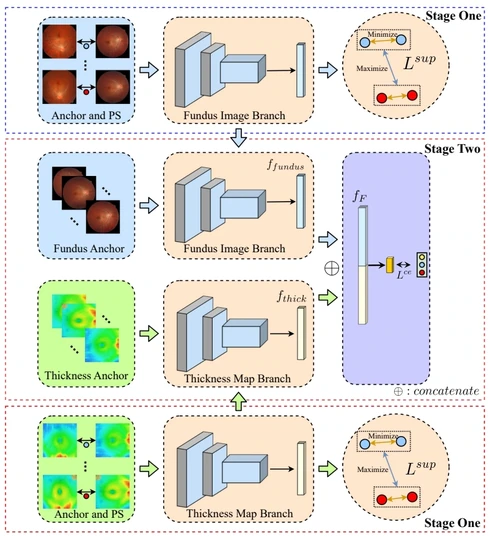 Stage One
Minimize
Maximize
L^{sup}
Anchor and PS
Fundus Image Branch
Stage Two
f_{fundus}
f_F
Fundus Anchor
Fundus Image Branch
⊕
L^{ce}
f_{thick}
Thickness Anchor
Thickness Map Branch
⊕ : concatenate
Minimize
Maximize
L^{sup}
Anchor and PS
Thickness Map Branch
Stage One